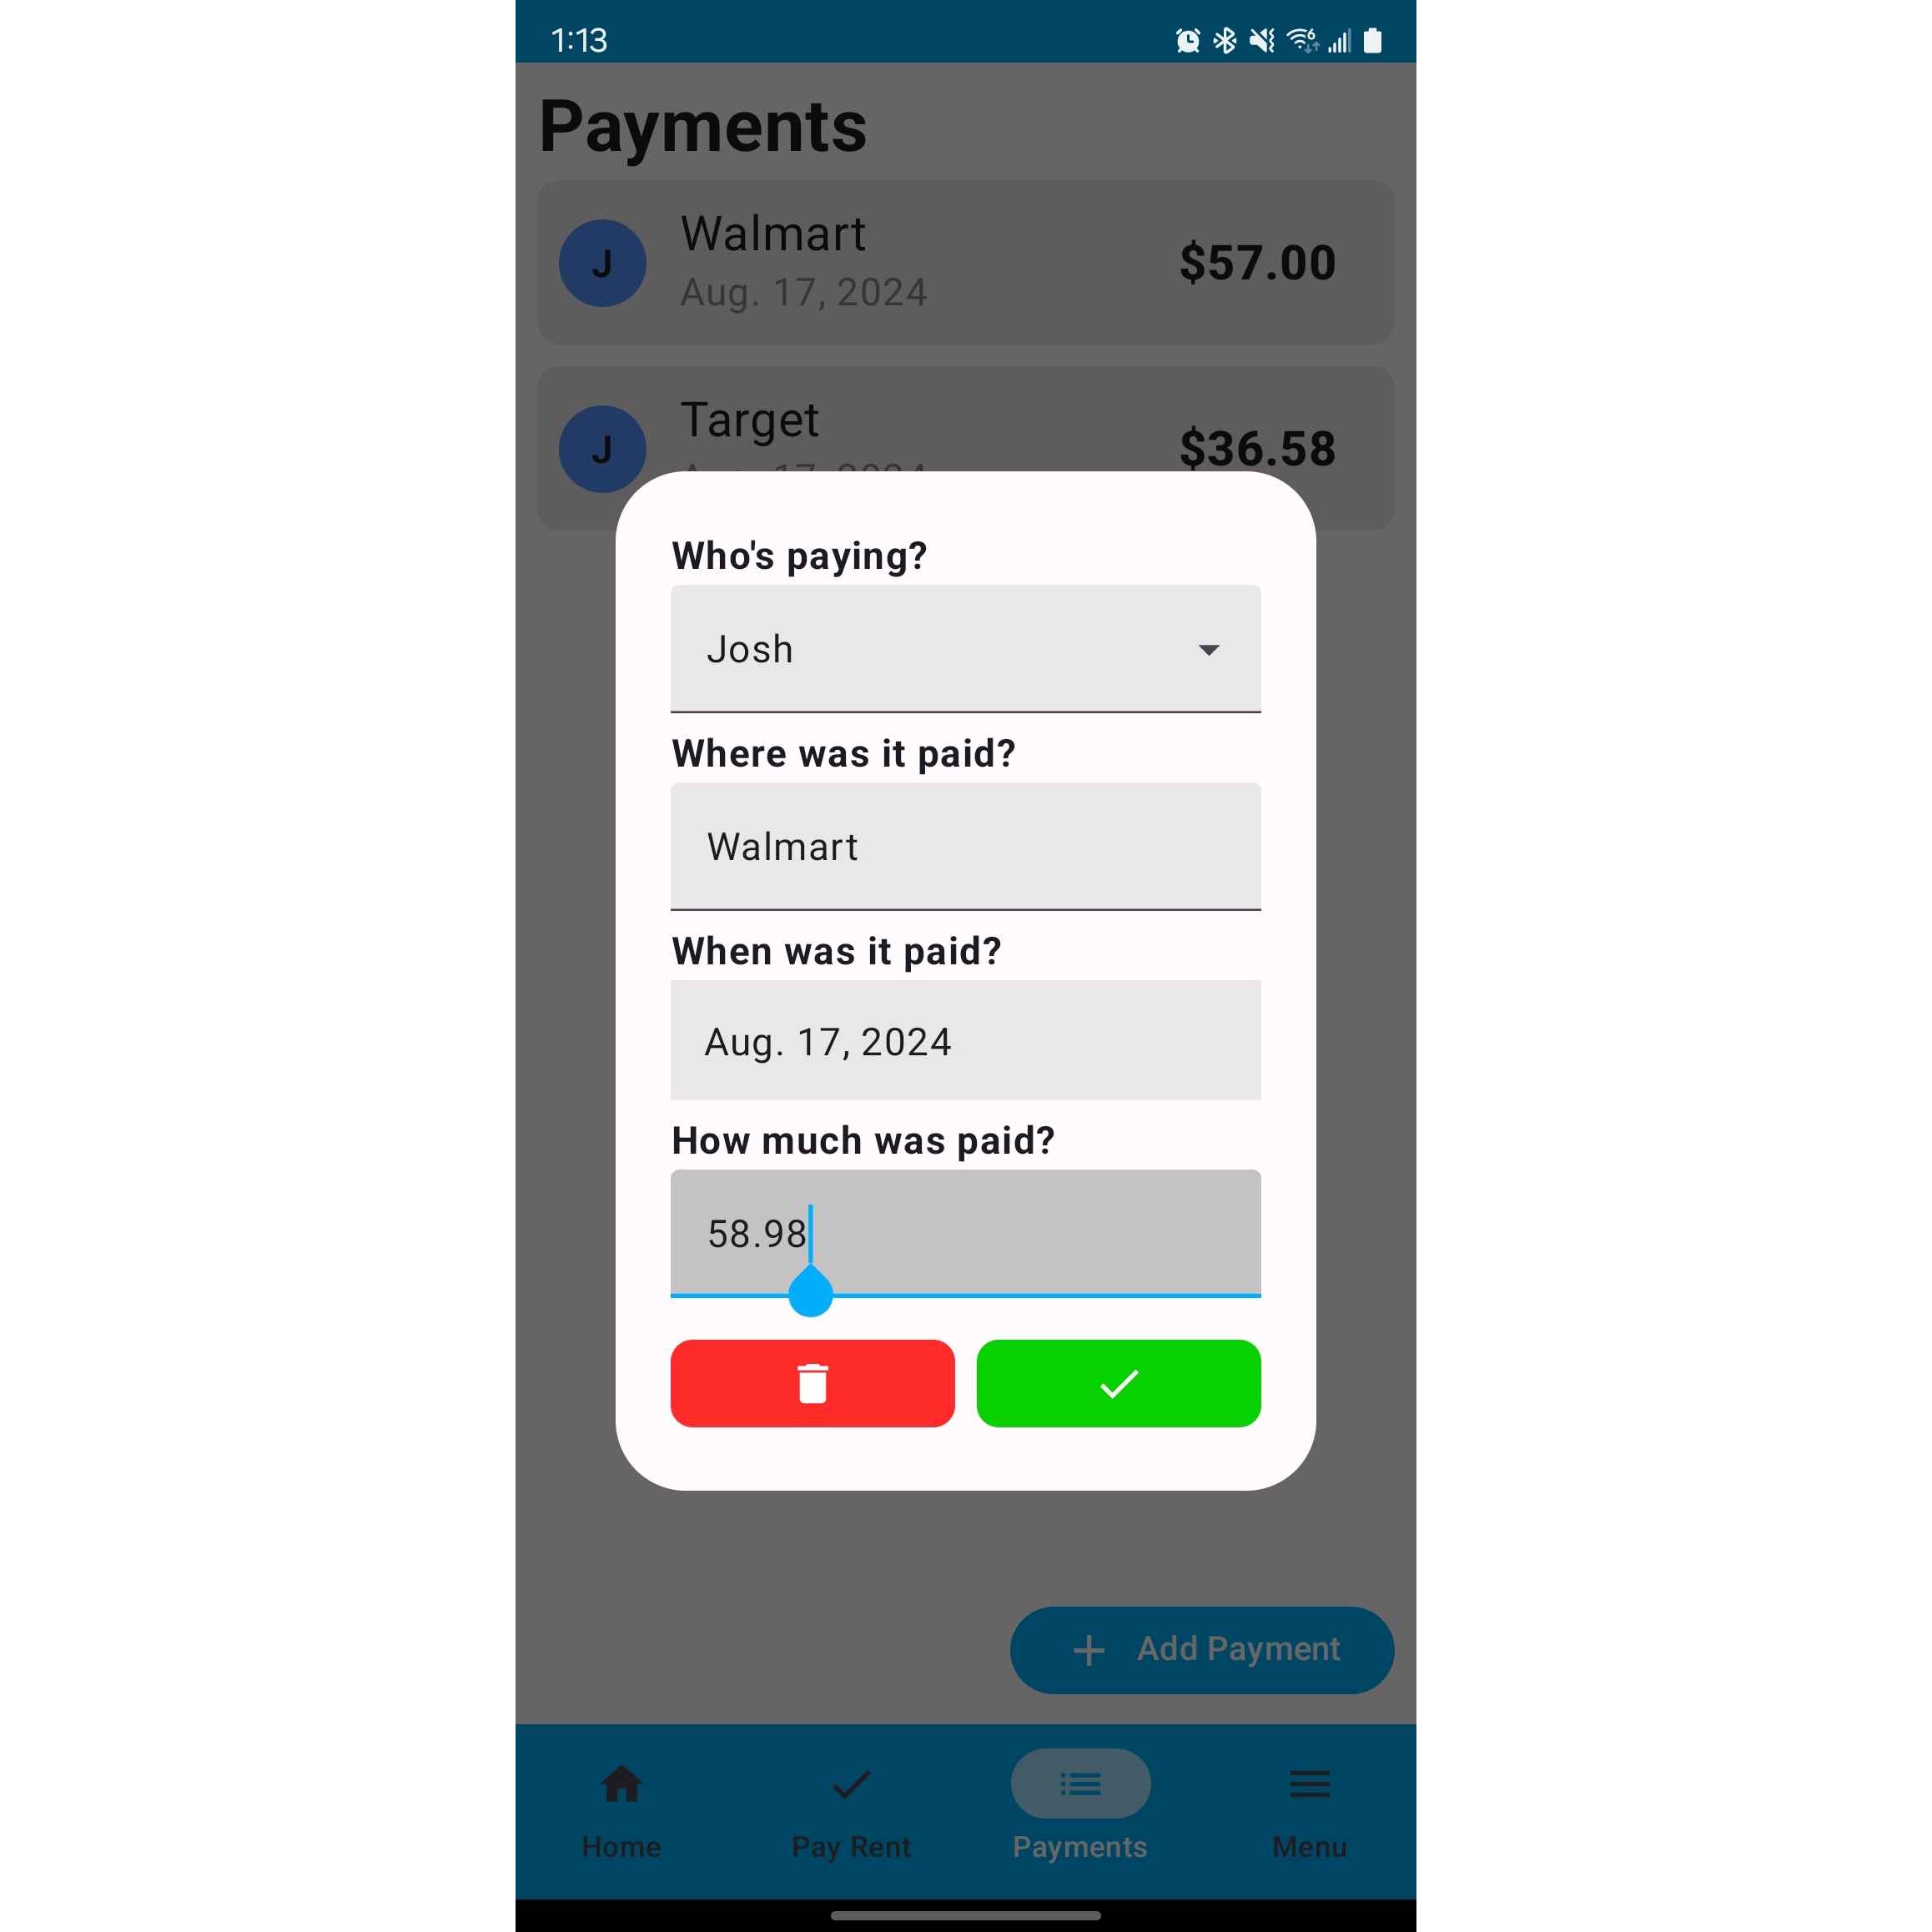 1:13
Payments
J
Walmart
$57.00
Aug. 17, 2024
J
Target
$36.58
Who's paying?
Josh
Where was it paid?
Walmart
When was it paid?
Aug. 17, 2024
How much was paid?
58.98
Add Payment
Home Pay Rent Payments Menu